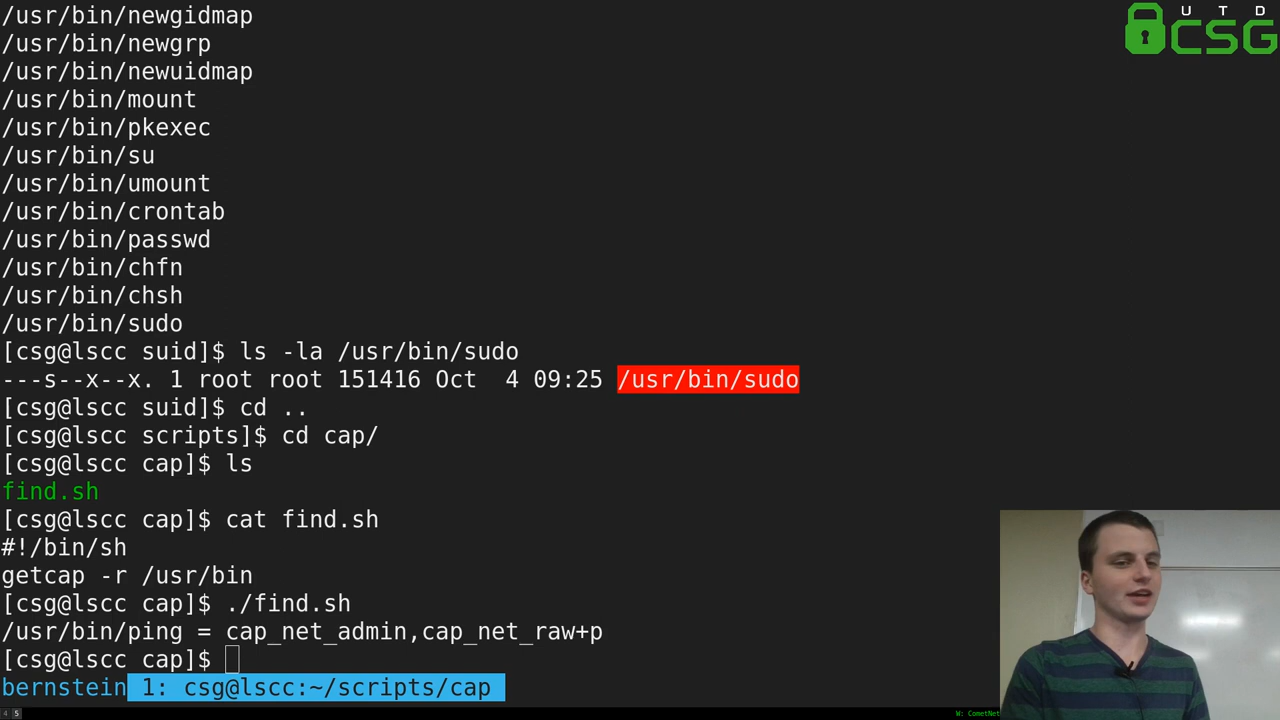 /usr/bin/newgidmap
/usr/bin/newgrp
/usr/bin/newuidmap
/usr/bin/mount
/usr/bin/pkexec
/usr/bin/su
/usr/bin/umount
/usr/bin/crontab
/usr/bin/passwd
/usr/bin/chfn
/usr/bin/chsh
/usr/bin/sudo
[csg@lscc suid]$ ls -la /usr/bin/sudo
---s--x--x. 1 root root 151416 Oct  4 09:25 /usr/bin/sudo
[csg@lscc suid]$ cd ..
[csg@lscc scripts]$ cd cap/
[csg@lscc cap]$ ls
find.sh
[csg@lscc cap]$ cat find.sh
#!/bin/sh
getcap -r /usr/bin
[csg@lscc cap]$ ./find.sh
/usr/bin/ping = cap_net_admin,cap_net_raw+p
[csg@lscc cap]$
bernstein 1: csg@lscc:~/scripts/cap
4 5
W: CometNet
UTD
CSG